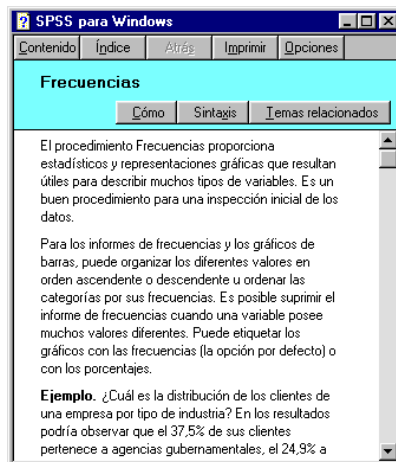 SPSS para Windows
Contenido Índice Atrás Imprimir Opciones
Frecuencias
Cómo Sintaxis Temas relacionados
El procedimiento Frecuencias proporciona
estadísticos y representaciones gráficas que resultan
útiles para describir muchos tipos de variables. Es un
buen procedimiento para una inspección inicial de los
datos.
Para los informes de frecuencias y los gráficos de
barras, puede organizar los diferentes valores en
orden ascendente o descendente u ordenar las
categorías por sus frecuencias. Es posible suprimir el
informe de frecuencias cuando una variable posee
muchos valores diferentes. Puede etiquetar los
gráficos con las frecuencias (la opción por defecto) o
con los porcentajes.
Ejemplo. ¿Cuál es la distribución de los clientes de
una empresa por tipo de industria? En los resultados
podría observar que el 37,5% de sus clientes
pertenece a agencias gubernamentales, el 24,9% a